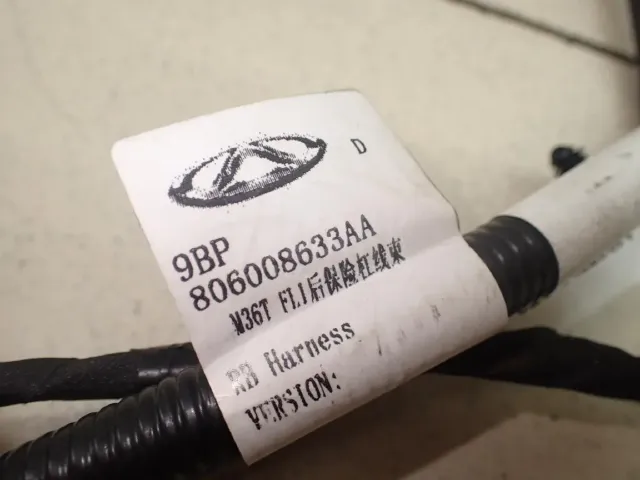 D
9BP
806008633AA
M36T FL1后保险杠线束
RB Harness
VERSION: